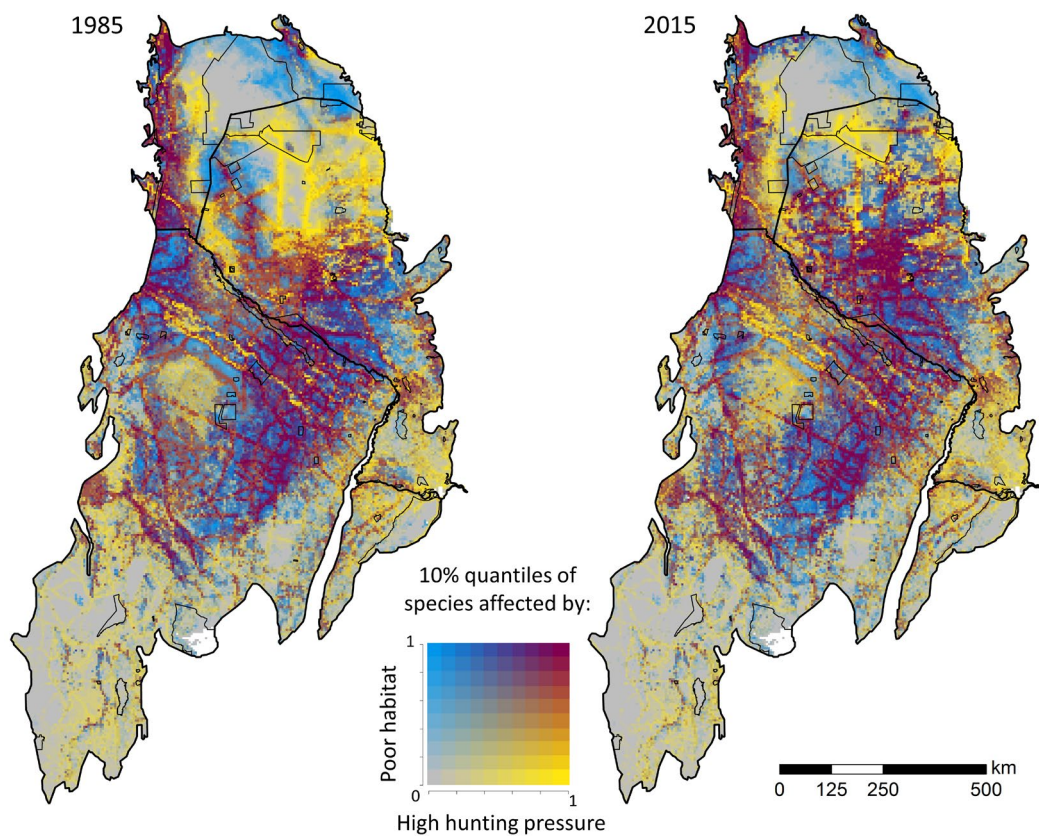 1985
2015
10% quantiles of
species affected by:
1
Poor habitat
0
1
High hunting pressure
km
0 125 250 500